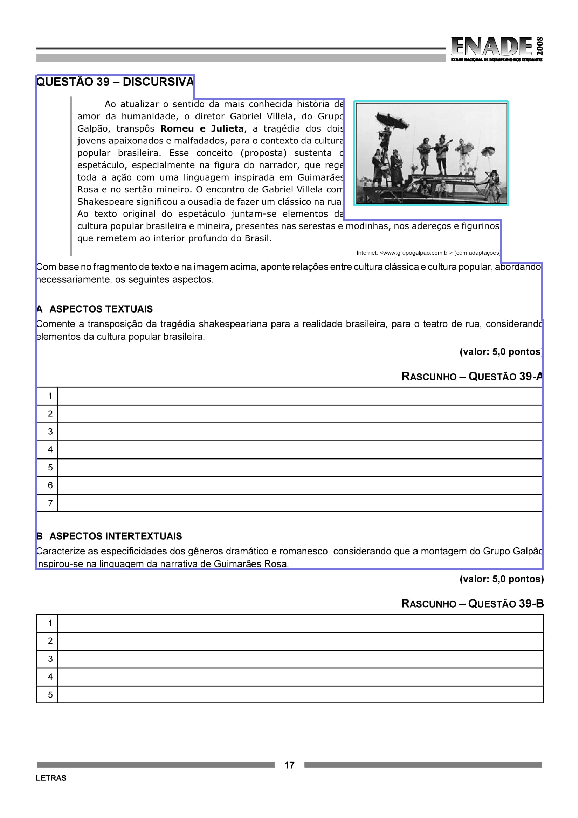 ENADE 2008
EXAME NACIONAL DE DESEMPENHO DOS ESTUDANTES
QUESTÃO 39 – DISCURSIVA
Ao atualizar o sentido da mais conhecida história de
amor da humanidade, o diretor Gabriel Villela, do Grupo
Galpão, transpôs Romeu e Julieta, a tragédia dos dois
jovens apaixonados e malfadados, para o contexto da cultura
popular brasileira. Esse conceito (proposta) sustenta o
espetáculo, especialmente na figura do narrador, que rege
toda a ação com uma linguagem inspirada em Guimarães
Rosa e no sertão mineiro. O encontro de Gabriel Villela com
Shakespeare significou a ousadia de fazer um clássico na rua.
Ao texto original do espetáculo juntam-se elementos da
cultura popular brasileira e mineira, presentes nas serestas e modinhas, nos adereços e figurinos
que remetem ao interior profundo do Brasil.
Internet: <www.grupogalpao.com.br> (com adaptações)
Com base no fragmento de texto e na imagem acima, aponte relações entre cultura clássica e cultura popular, abordando,
necessariamente, os seguintes aspectos.
A ASPECTOS TEXTUAIS
Comente a transposição da tragédia shakespeariana para a realidade brasileira, para o teatro de rua, considerando
elementos da cultura popular brasileira.
(valor: 5,0 pontos)
RASCUNHO – QUESTÃO 39-A
1
2
3
4
5
6
7
B ASPECTOS INTERTEXTUAIS
Caracterize as especificidades dos gêneros dramático e romanesco, considerando que a montagem do Grupo Galpão
inspirou-se na linguagem da narrativa de Guimarães Rosa.
(valor: 5,0 pontos)
RASCUNHO – QUESTÃO 39-B
1
2
3
4
5
17
LETRAS